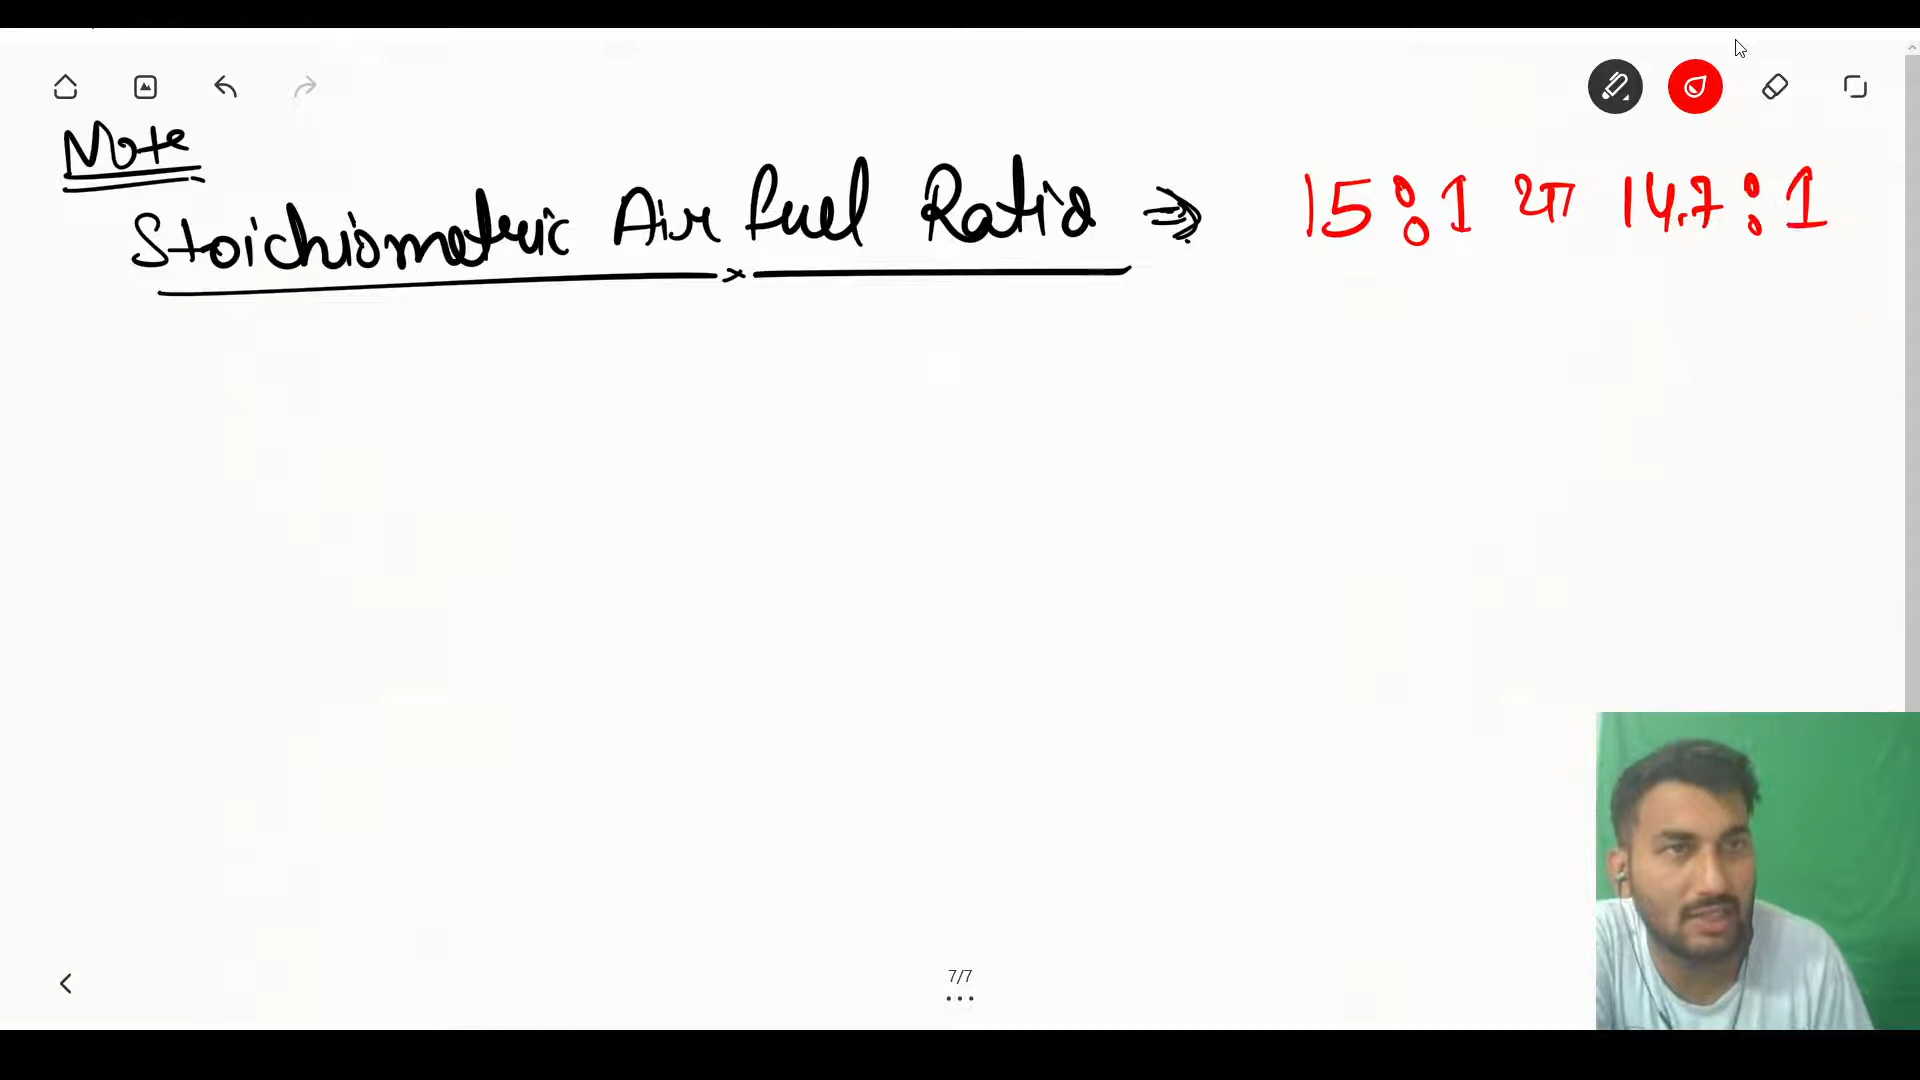 Note
Stoichiometric Air fuel Ratio ⇒ 15:1 या 14.7:1
7/7